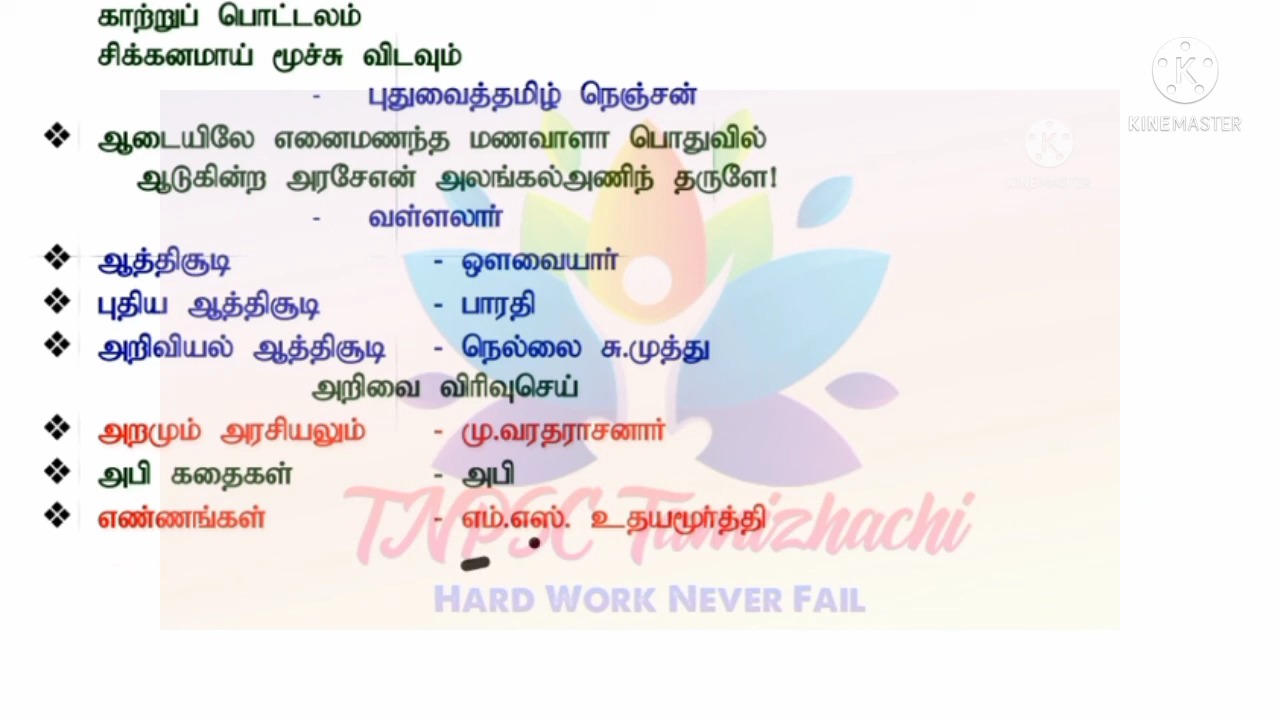 காற்றுப் பொட்டலம்
சிக்கனமாய் மூச்சு விடவும்
- புதுவைத்தமிழ் நெஞ்சன்
❖ ஆடையிலே எனைமணந்த மணவாளா பொதுவில்
ஆடுகின்ற அரசேஎன் அலங்கல்அணிந் தருளே!
- வள்ளலார்
❖ ஆத்திசூடி - ஔவையார்
❖ புதிய ஆத்திசூடி - பாரதி
❖ அறிவியல் ஆத்திசூடி - நெல்லை சு.முத்து
அறிவை விரிவுசெய்
❖ அறமும் அரசியலும் - மு.வரதராசனார்
❖ அபி கதைகள் - அபி
❖ எண்ணங்கள் - எம்.எஸ். உதயமூர்த்தி
TNPSC Tamizhachi
HARD WORK NEVER FAIL
KINEMASTER
KINEMASTER